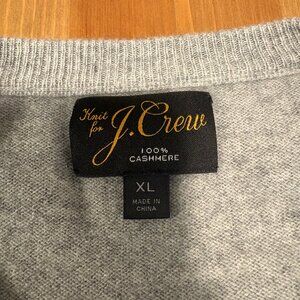 Knit
for J.Crew
100%
CASHMERE
XL
MADE IN
CHINA